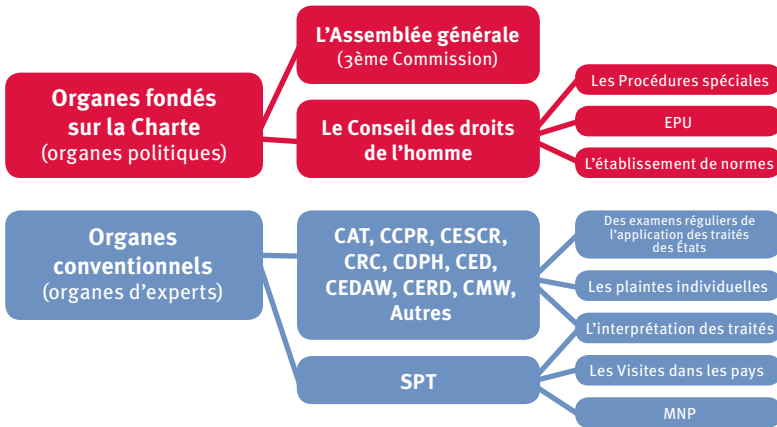 L'Assemblée générale
(3ème Commission)
Organes fondés
sur la Charte
(organes politiques)
Le Conseil des droits
de l'homme
Les Procédures spéciales
EPU
L'établissement de normes
Organes
conventionnels
(organes d'experts)
CAT, CCPR, CESCR,
CRC, CDPH, CED,
CEDAW, CERD, CMW,
Autres
SPT
Des examens réguliers de
l'application des traités
des États
Les plaintes individuelles
L'interprétation des traités
Les Visites dans les pays
MNP